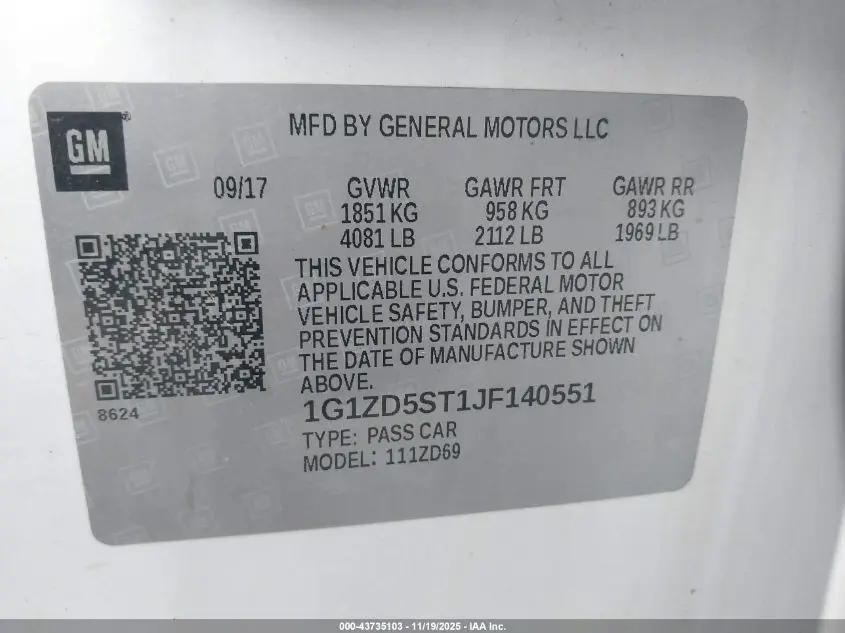 GM
MFD BY GENERAL MOTORS LLC
09/17 GVWR GAWR FRT GAWR RR
1851 KG 958 KG 893 KG
4081 LB 2112 LB 1969 LB
THIS VEHICLE CONFORMS TO ALL
APPLICABLE U.S. FEDERAL MOTOR
VEHICLE SAFETY, BUMPER, AND THEFT
PREVENTION STANDARDS IN EFFECT ON
THE DATE OF MANUFACTURE SHOWN
ABOVE.
8624
1G1ZD5ST1JF140551
TYPE: PASS CAR
MODEL: 111ZD69
000-43735103 - 11/19/2025 - IAA Inc.